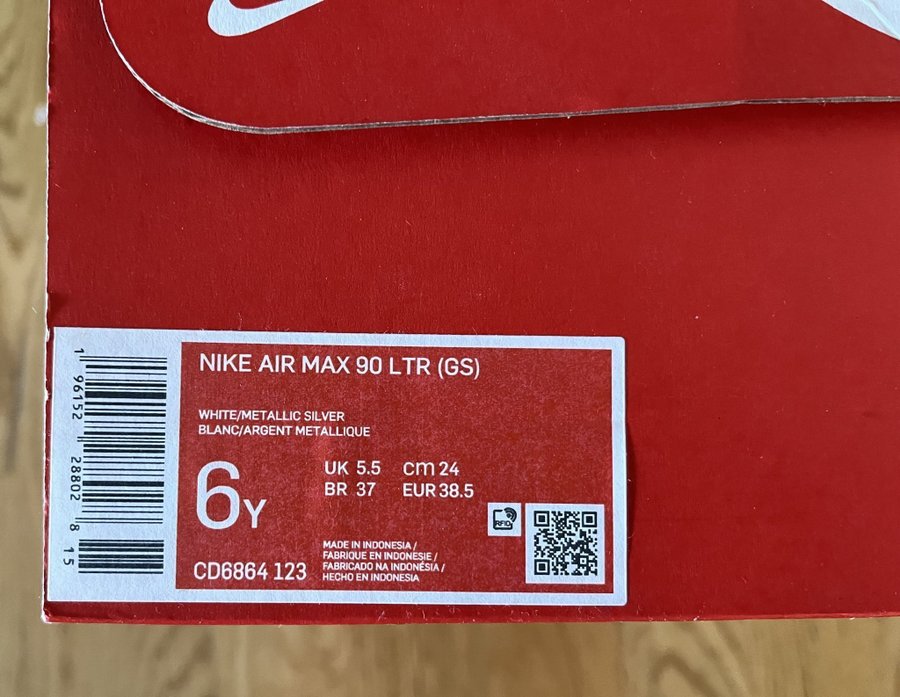 NIKE AIR MAX 90 LTR (GS)
WHITE/METALLIC SILVER
BLANC/ARGENT METALLIQUE
6Y
UK 5.5 cm 24
BR 37 EUR 38.5
CD6864 123
MADE IN INDONESIA /
FABRIQUE EN INDONESIE /
FABRICADO NA INDONÉSIA /
HECHO EN INDONESIA
RFID
1 96152 28802 8 15